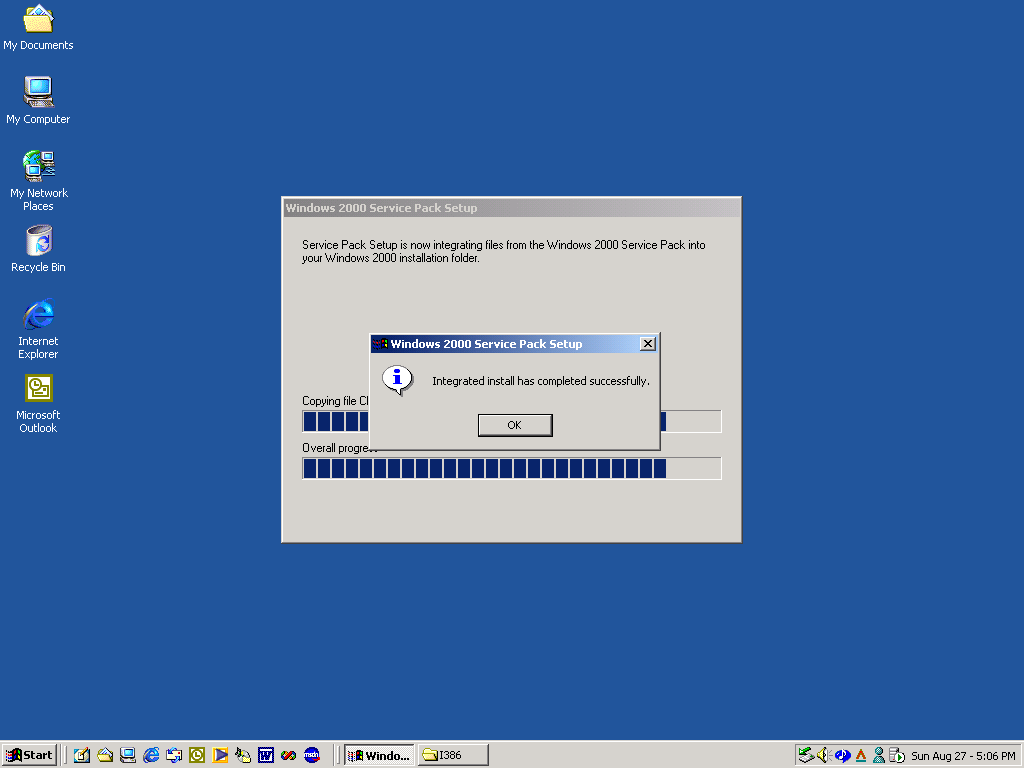 My Documents
My Computer
My Network
Places
Recycle Bin
Internet
Explorer
Microsoft
Outlook
Windows 2000 Service Pack Setup
Service Pack Setup is now integrating files from the Windows 2000 Service Pack into
your Windows 2000 installation folder.
Windows 2000 Service Pack Setup
Integrated install has completed successfully.
OK
Copying file
Overall
Start
msdn
Windo...
I386
Sun Aug 27 - 5:06 PM